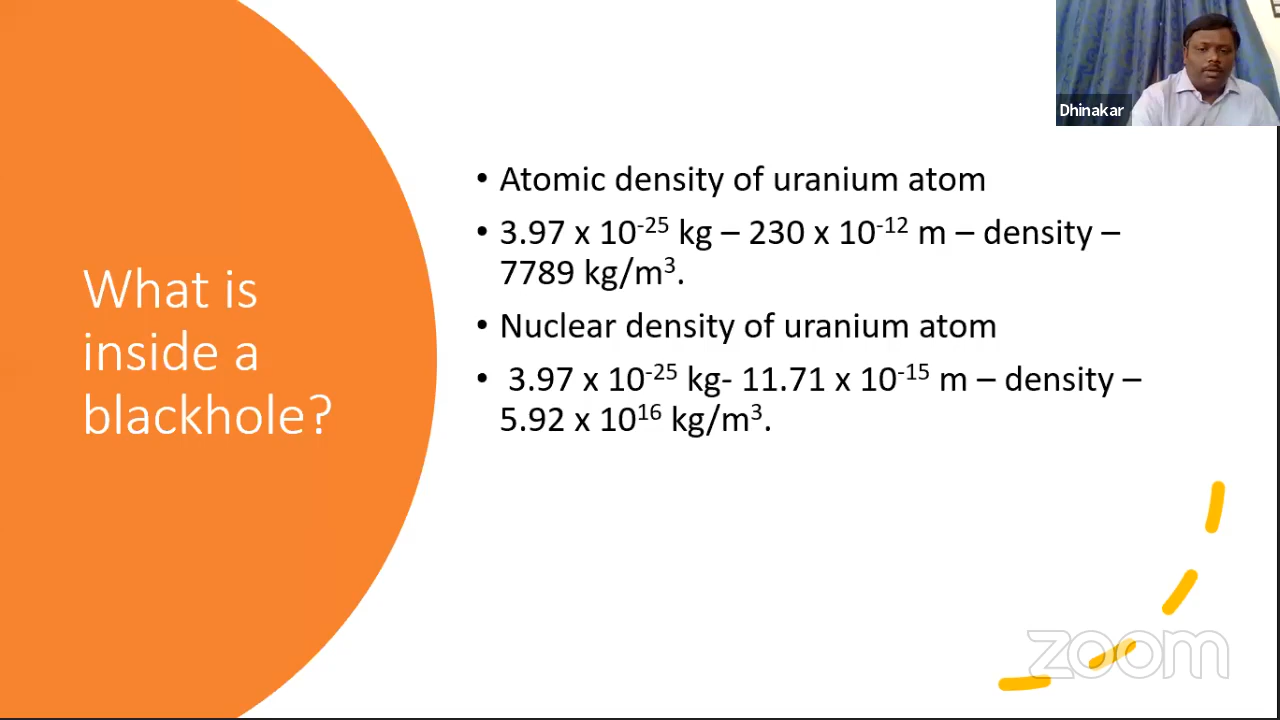 Dhinakar
What is
inside a
blackhole?
• Atomic density of uranium atom
• 3.97 x 10⁻²⁵ kg – 230 x 10⁻¹² m – density –
7789 kg/m³.
• Nuclear density of uranium atom
• 3.97 x 10⁻²⁵ kg- 11.71 x 10⁻¹⁵ m – density –
5.92 x 10¹⁶ kg/m³.
zoom